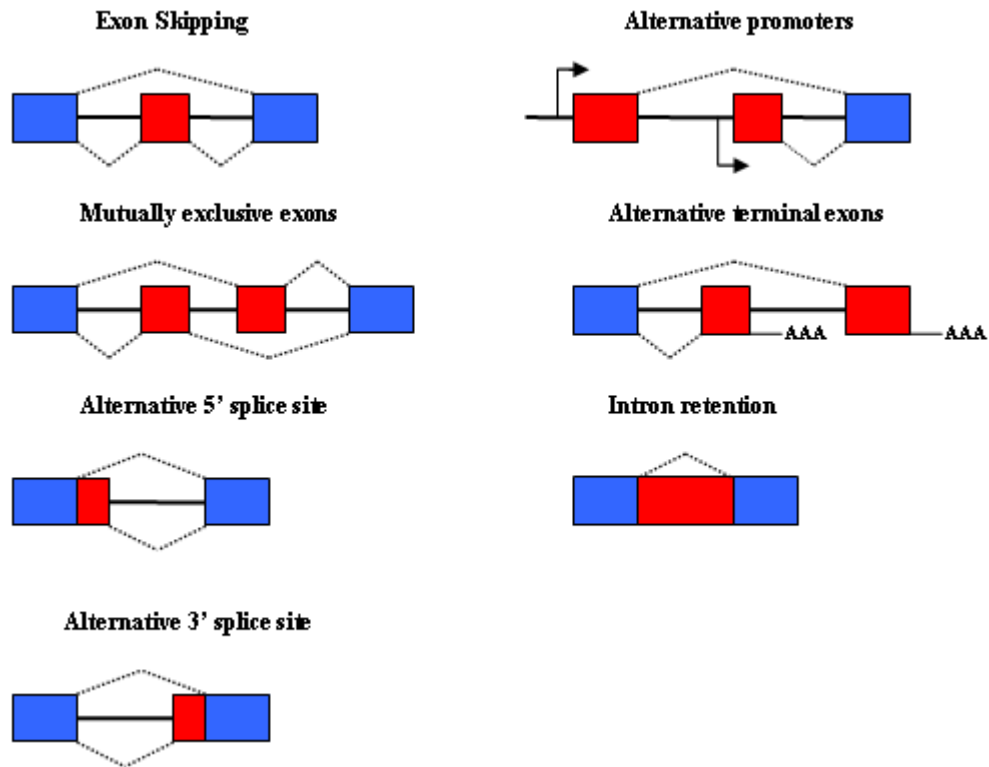 Exon Skipping
Alternative promoters
Mutually exclusive exons
Alternative terminal exons
AAA
AAA
Alternative 5’ splice site
Intron retention
Alternative 3’ splice site